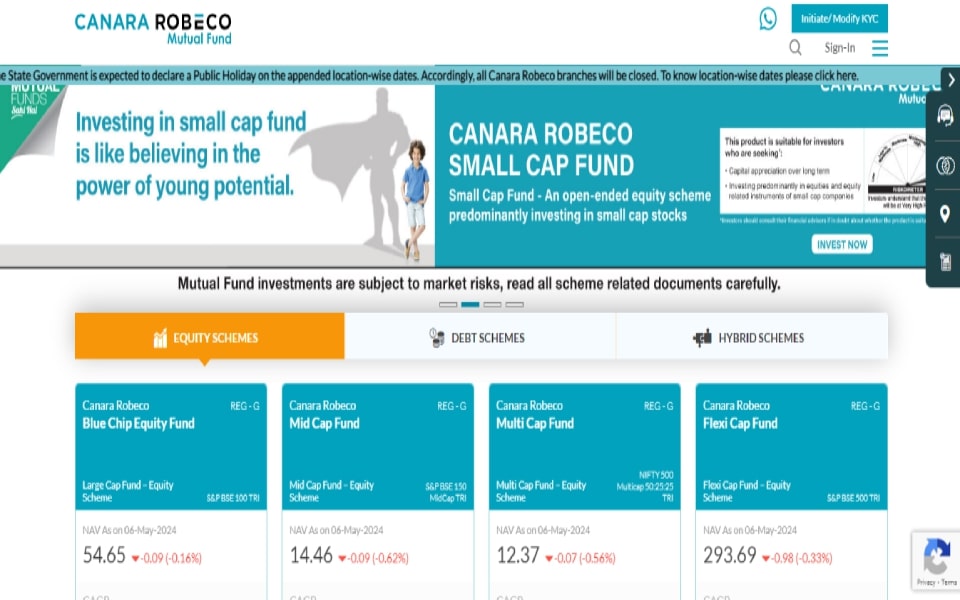 CANARA ROBECO
Mutual Fund
Initiate/ Modify KYC
Sign-In
e State Government is expected to declare a Public Holiday on the appended location-wise dates. Accordingly, all Canara Robeco branches will be closed. To know location-wise dates please click here.
MUTUAL
FUNDS
Sahi Hai
Investing in small cap fund
is like believing in the
power of young potential.
CANARA ROBECO
Mutua
CANARA ROBECO
SMALL CAP FUND
Small Cap Fund - An open-ended equity scheme
predominantly investing in small cap stocks
This product is suitable for investors
who are seeking*:
• Capital appreciation over long term
• Investing predominantly in equities and equity
related instruments of small cap companies
RISKOMETER
Investors understand that the
will be at Very High
*Investors should consult their financial advisers if in doubt about whether the product is
INVEST NOW
Mutual Fund investments are subject to market risks, read all scheme related documents carefully.
EQUITY SCHEMES
DEBT SCHEMES
HYBRID SCHEMES
Canara Robeco REG - G
Blue Chip Equity Fund
Large Cap Fund – Equity
Scheme S&P BSE 100 TRI
NAV As on 06-May-2024
54.65 -0.09 (-0.16%)
CAGR
Canara Robeco REG - G
Mid Cap Fund
Mid Cap Fund – Equity
Scheme
S&P BSE 150
MidCap TRI
NAV As on 06-May-2024
14.46 -0.09 (-0.62%)
CAGR
Canara Robeco REG - G
Multi Cap Fund
Multi Cap Fund – Equity
Scheme
NIFTY 500
Multicap 50:25:25
TRI
NAV As on 06-May-2024
12.37 -0.07 (-0.56%)
CAGR
Canara Robeco REG - G
Flexi Cap Fund
Flexi Cap Fund – Equity
Scheme S&P BSE 500 TRI
NAV As on 06-May-2024
293.69 -0.98 (-0.33%)
CAGR
Privacy - Terms